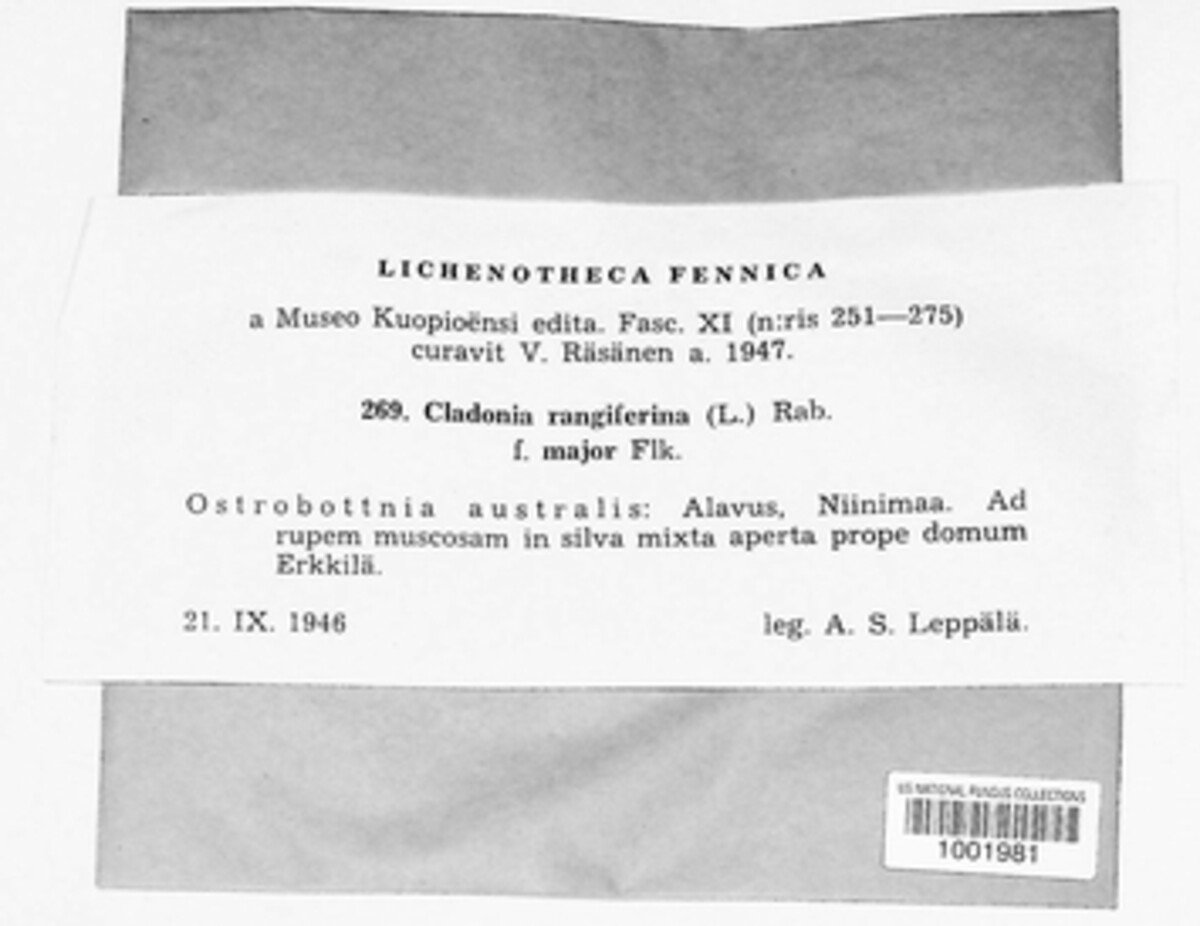 LICHENOTHECA FENNICA
a Museo Kuopioënsi edita. Fasc. XI (n:ris 251—275)
curavit V. Räsänen a. 1947.
269. Cladonia rangiferina (L.) Rab.
f. major Flk.
Ostrobottnia australis: Alavus, Niinimaa. Ad
rupem muscosam in silva mixta aperta prope domum
Erkkilä.
21. IX. 1946 leg. A. S. Leppälä.
US NATIONAL FUNGUS COLLECTIONS
1001981